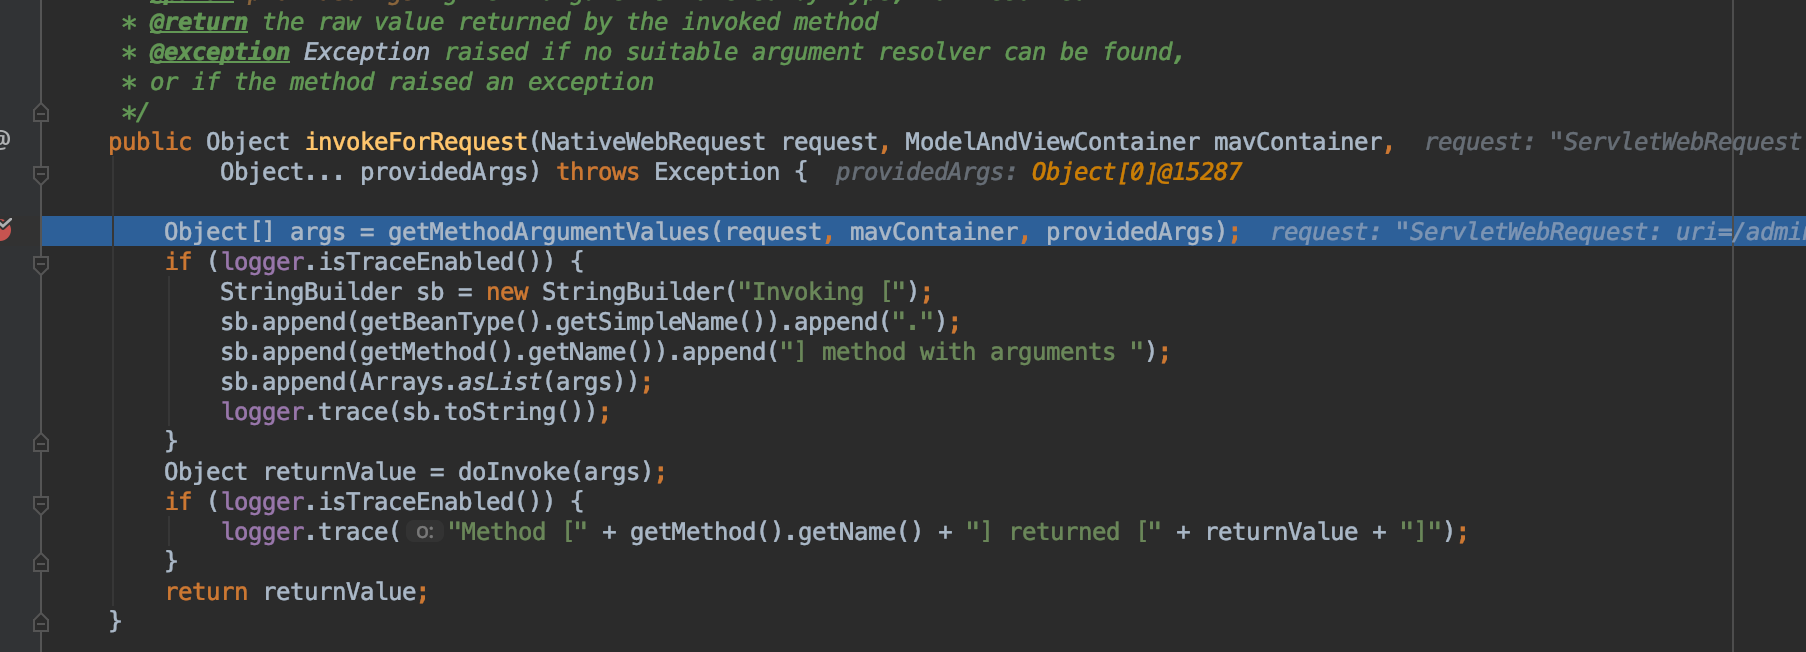 * @return the raw value returned by the invoked method
* @exception Exception raised if no suitable argument resolver can be found,
* or if the method raised an exception
*/
public Object invokeForRequest(NativeWebRequest request, ModelAndViewContainer mavContainer, request: "ServletWebRequest
Object... providedArgs) throws Exception { providedArgs: Object[0]@15287
Object[] args = getMethodArgumentValues(request, mavContainer, providedArgs); request: "ServletWebRequest: uri=/admi
if (logger.isTraceEnabled()) {
StringBuilder sb = new StringBuilder("Invoking [");
sb.append(getBeanType().getSimpleName()).append(".");
sb.append(getMethod().getName()).append("] method with arguments ");
sb.append(Arrays.asList(args));
logger.trace(sb.toString());
}
Object returnValue = doInvoke(args);
if (logger.isTraceEnabled()) {
logger.trace( o: "Method [" + getMethod().getName() + "] returned [" + returnValue + "]");
}
return returnValue;
}